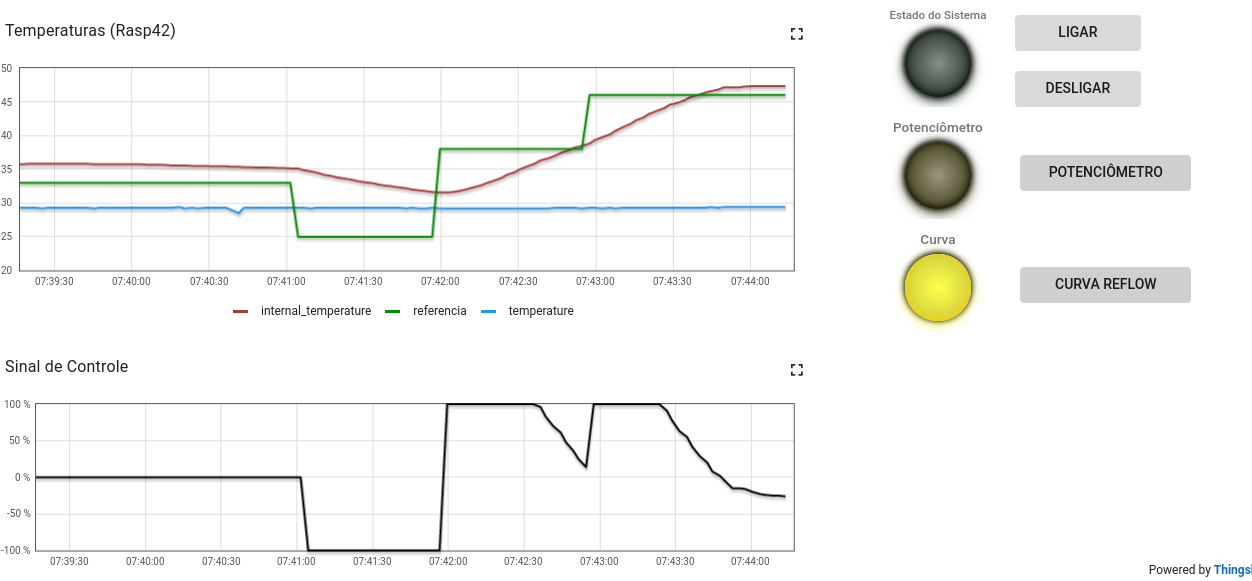 Temperaturas (Rasp42)
50
45
40
35
30
25
20
07:39:30 07:40:00 07:40:30 07:41:00 07:41:30 07:42:00 07:42:30 07:43:00 07:43:30 07:44:00
internal_temperature referencia temperature
Sinal de Controle
100 %
50 %
0 %
-50 %
-100 %
07:39:30 07:40:00 07:40:30 07:41:00 07:41:30 07:42:00 07:42:30 07:43:00 07:43:30 07:44:00
Estado do Sistema
LIGAR
DESLIGAR
Potenciômetro
POTENCIÔMETRO
Curva
CURVA REFLOW
Powered by Things